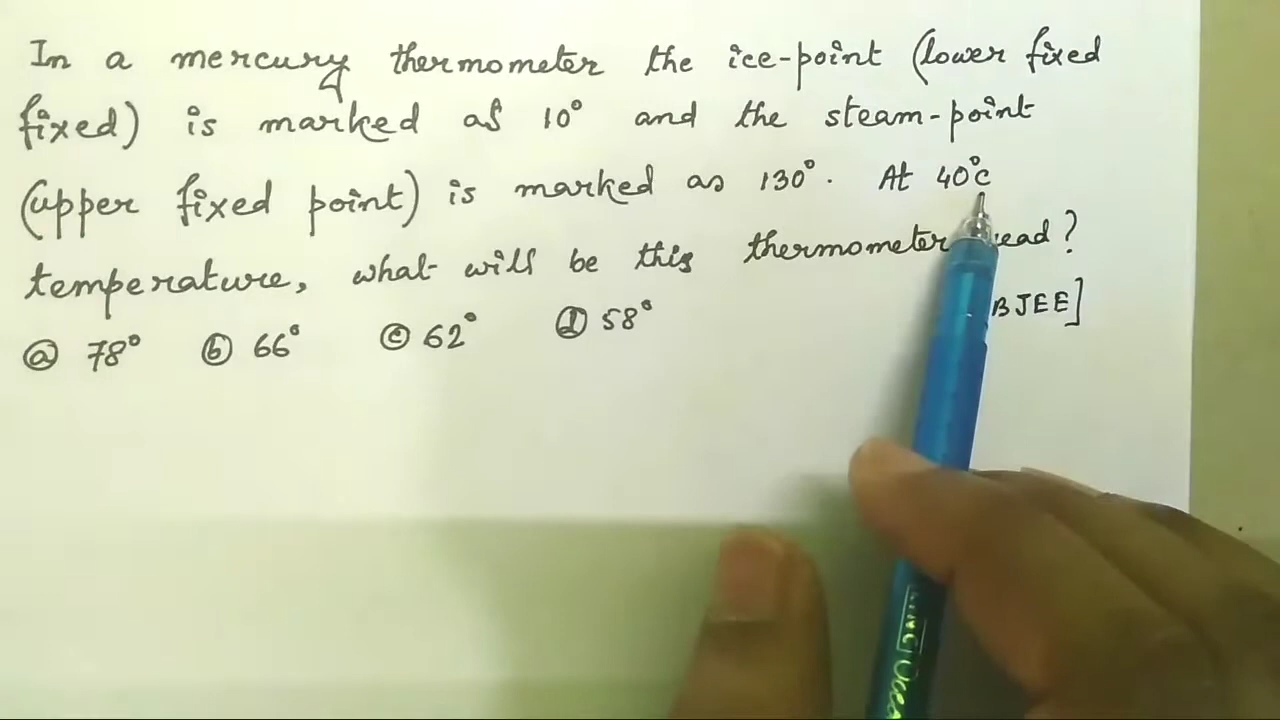 In a mercury thermometer the ice-point (lower fixed
fixed) is marked as 10° and the steam-point
(upper fixed point) is marked as 130°. At 40°c
temperature, what will be this thermometer read?
BJEE]
ⓐ 78° ⓑ 66° ⓒ 62° ⓓ 58°